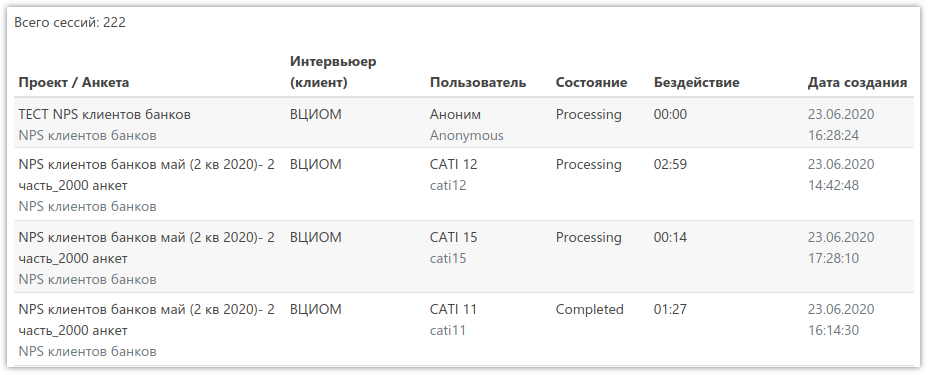 Всего сессий: 222
Проект / Анкета
Интервьюер
(клиент)
Пользователь
Состояние
Бездействие
Дата создания
ТЕСТ NPS клиентов банков
NPS клиентов банков
ВЦИОМ
Аноним
Anonymous
Processing
00:00
23.06.2020
16:28:24
NPS клиентов банков май (2 кв 2020)- 2
часть_2000 анкет
NPS клиентов банков
ВЦИОМ
CATI 12
cati12
Processing
02:59
23.06.2020
14:42:48
NPS клиентов банков май (2 кв 2020)- 2
часть_2000 анкет
NPS клиентов банков
ВЦИОМ
CATI 15
cati15
Processing
00:14
23.06.2020
17:28:10
NPS клиентов банков май (2 кв 2020)- 2
часть_2000 анкет
NPS клиентов банков
ВЦИОМ
CATI 11
cati11
Completed
01:27
23.06.2020
16:14:30